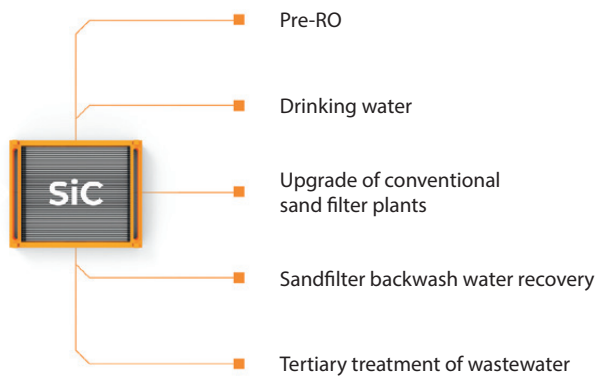 Pre-RO
Drinking water
SiC
Upgrade of conventional
sand filter plants
Sandfilter backwash water recovery
Tertiary treatment of wastewater